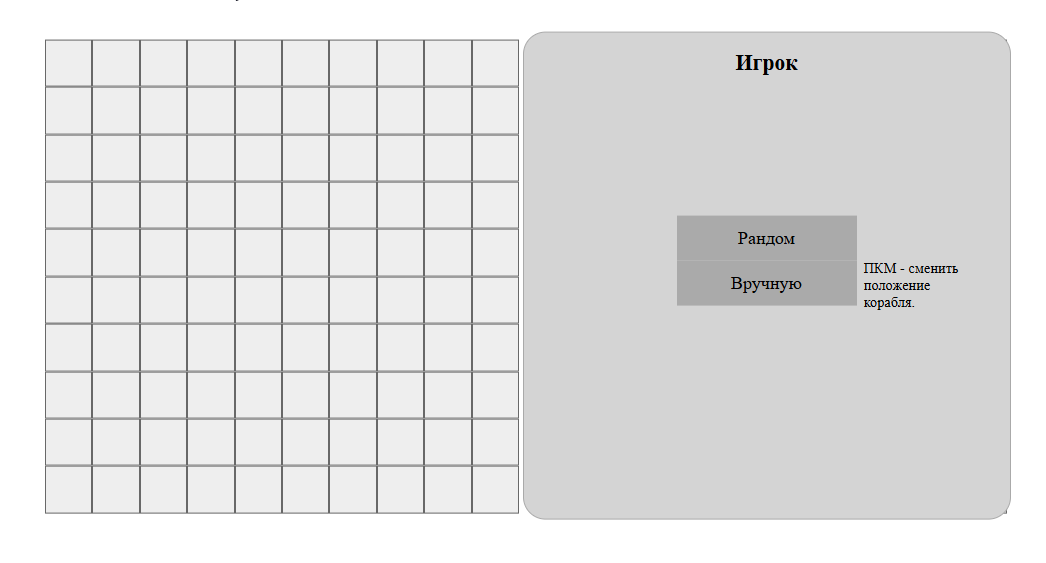 Игрок
Рандом
Вручную
ПКМ - сменить
положение
корабля.